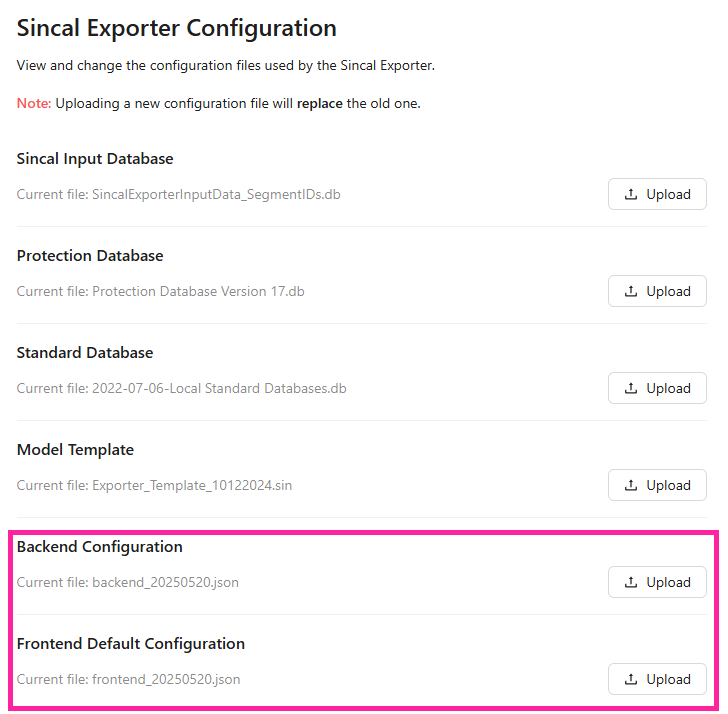 Sincal Exporter Configuration
View and change the configuration files used by the Sincal Exporter.
Note: Uploading a new configuration file will replace the old one.
Sincal Input Database
Current file: SincalExporterInputData_SegmentIDs.db
Upload
Protection Database
Current file: Protection Database Version 17.db
Upload
Standard Database
Current file: 2022-07-06-Local Standard Databases.db
Upload
Model Template
Current file: Exporter_Template_10122024.sin
Upload
Backend Configuration
Current file: backend_20250520.json
Upload
Frontend Default Configuration
Current file: frontend_20250520.json
Upload